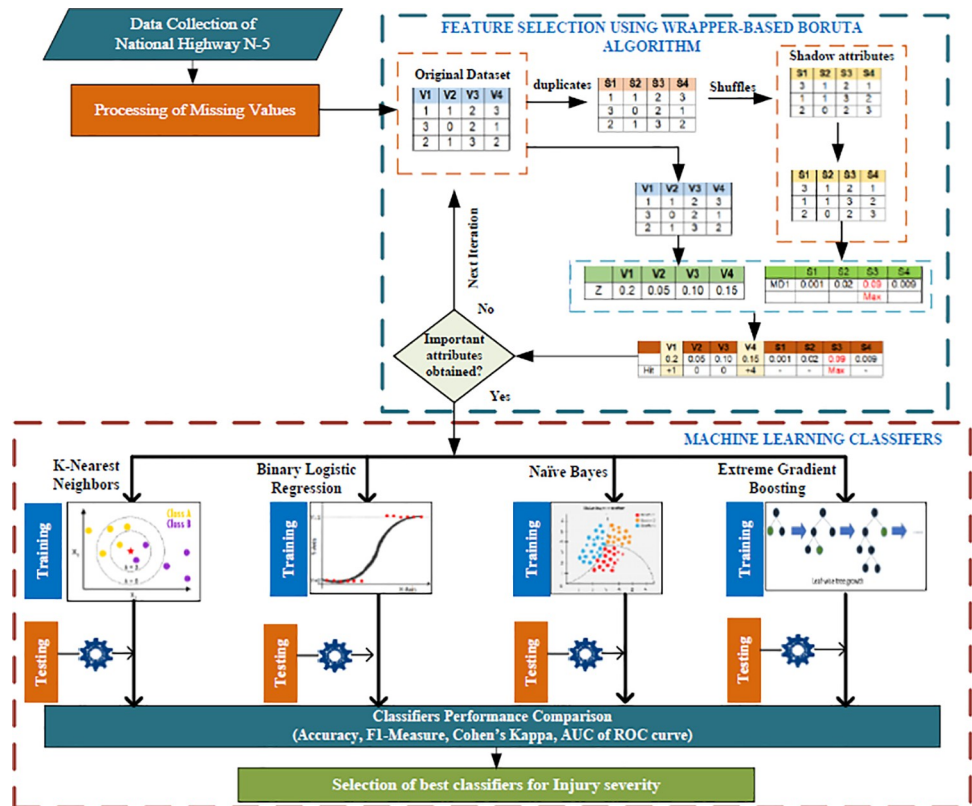 Data Collection of
National Highway N-5
Processing of Missing Values
FEATURE SELECTION USING WRAPPER-BASED BORUTA
ALGORITHM
Original Dataset
V1 V2 V3 V4
1 1 2 3
3 0 2 1
2 1 3 2
duplicates
S1 S2 S3 S4
1 1 2 3
3 0 2 1
2 1 3 2
Shuffles
Shadow attributes
S1 S2 S3 S4
3 1 2 1
1 1 3 2
2 0 2 3
S1 S2 S3 S4
3 1 2 1
1 1 3 2
2 0 2 3
V1 V2 V3 V4
1 1 2 3
3 0 2 1
2 1 3 2
V1 V2 V3 V4
Z 0.2 0.05 0.10 0.15
S1 S2 S3 S4
MD1 0.001 0.02 0.09 0.009
Max
V1 V2 V3 V4 S1 S2 S3 S4
0.2 0.05 0.10 0.15 0.001 0.02 0.09 0.009
Hit +1 0 0 +4 - - Max -
Next Iteration
No
Important
attributes
obtained?
Yes
MACHINE LEARNING CLASSIFERS
K-Nearest
Neighbors
Training
Class A
Class B
Testing
Binary Logistic
Regression
Training
Testing
Naïve Bayes
Training
Testing
Extreme Gradient
Boosting
Training
Leaf-wise tree growth
Testing
Classifiers Performance Comparison
(Accuracy, F1-Measure, Cohen's Kappa, AUC of ROC curve)
Selection of best classifiers for Injury severity